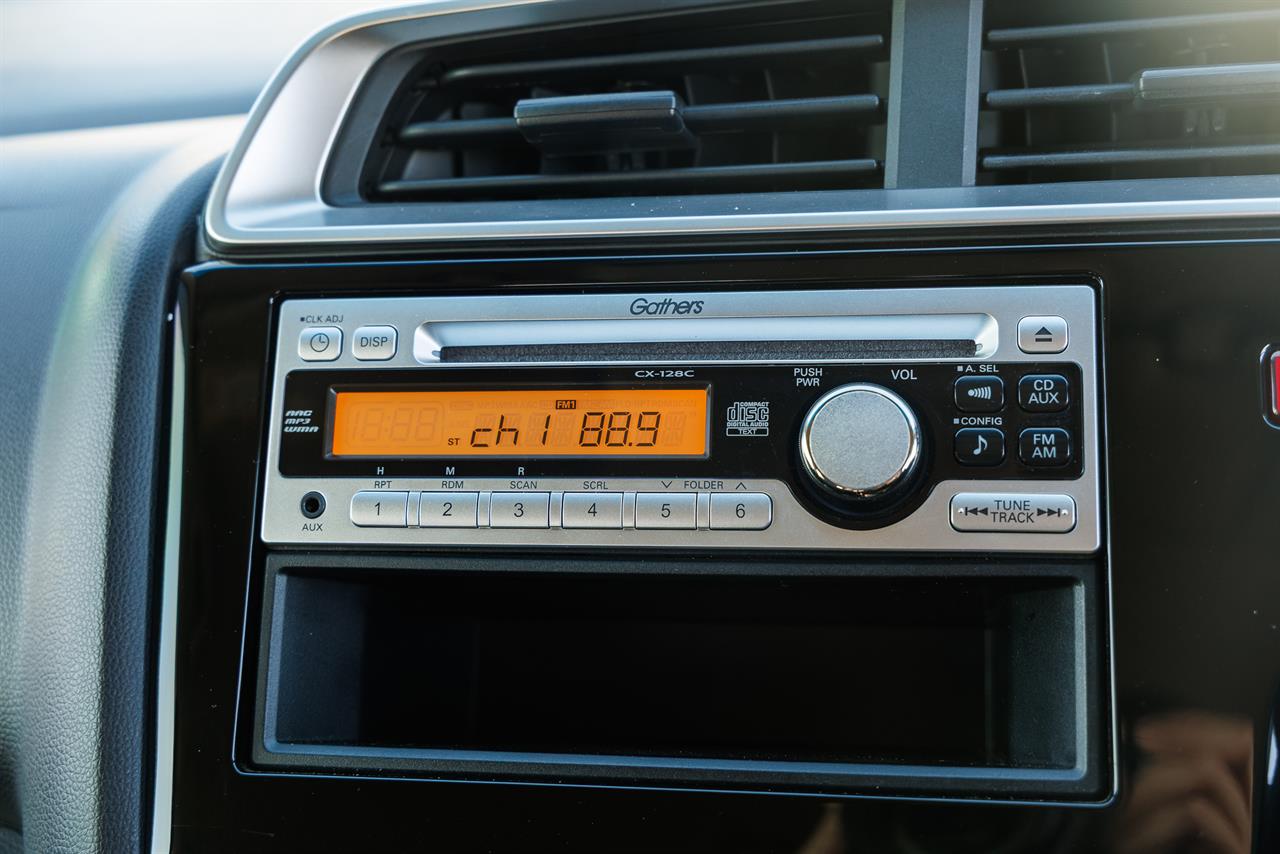 Gathers
■CLK ADJ
DISP
CX-128C
PUSH
PWR
VOL
■A. SEL
CD
AUX
AAC
MP3
WMA
FM1
ST ch1 88.9
COMPACT
disc
DIGITAL AUDIO
TEXT
■CONFIG
FM
AM
H M R
RPT RDM SCAN SCRL FOLDER
1 2 3 4 5 6
AUX
TUNE
TRACK